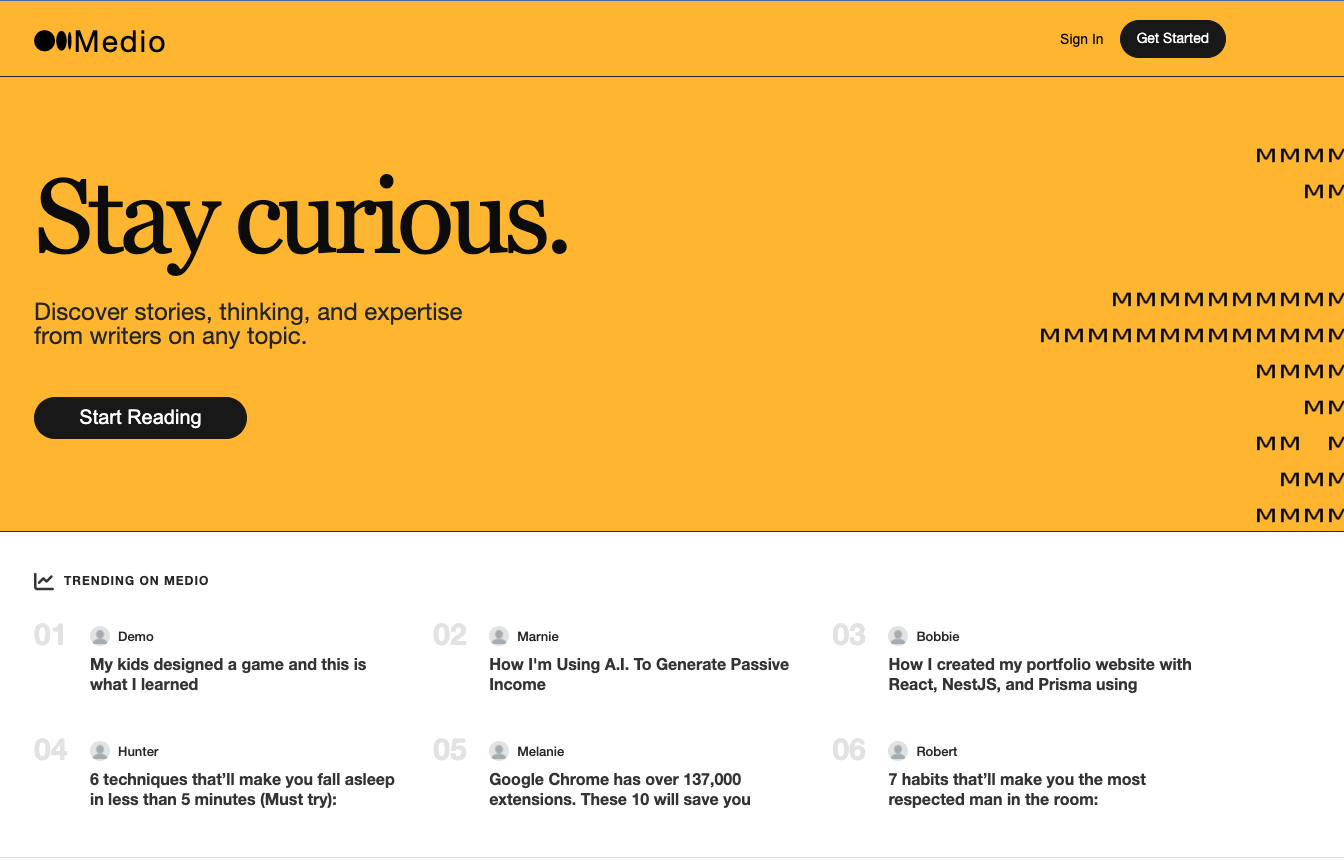 Medio
Sign In
Get Started
MMMM
MM
Stay curious.
MMMMMMMMMM
Discover stories, thinking, and expertise
MMMMMMMMMMMMM
from writers on any topic.
MMMM
MM
Start Reading
MM M
MMM
MMMM
TRENDING ON MEDIO
01
Demo
My kids designed a game and this is
what I learned
02
Marnie
How I'm Using A.I. To Generate Passive
Income
03
Bobbie
How I created my portfolio website with
React, NestJS, and Prisma using
04
Hunter
6 techniques that’ll make you fall asleep
in less than 5 minutes (Must try):
05
Melanie
Google Chrome has over 137,000
extensions. These 10 will save you
06
Robert
7 habits that’ll make you the most
respected man in the room: